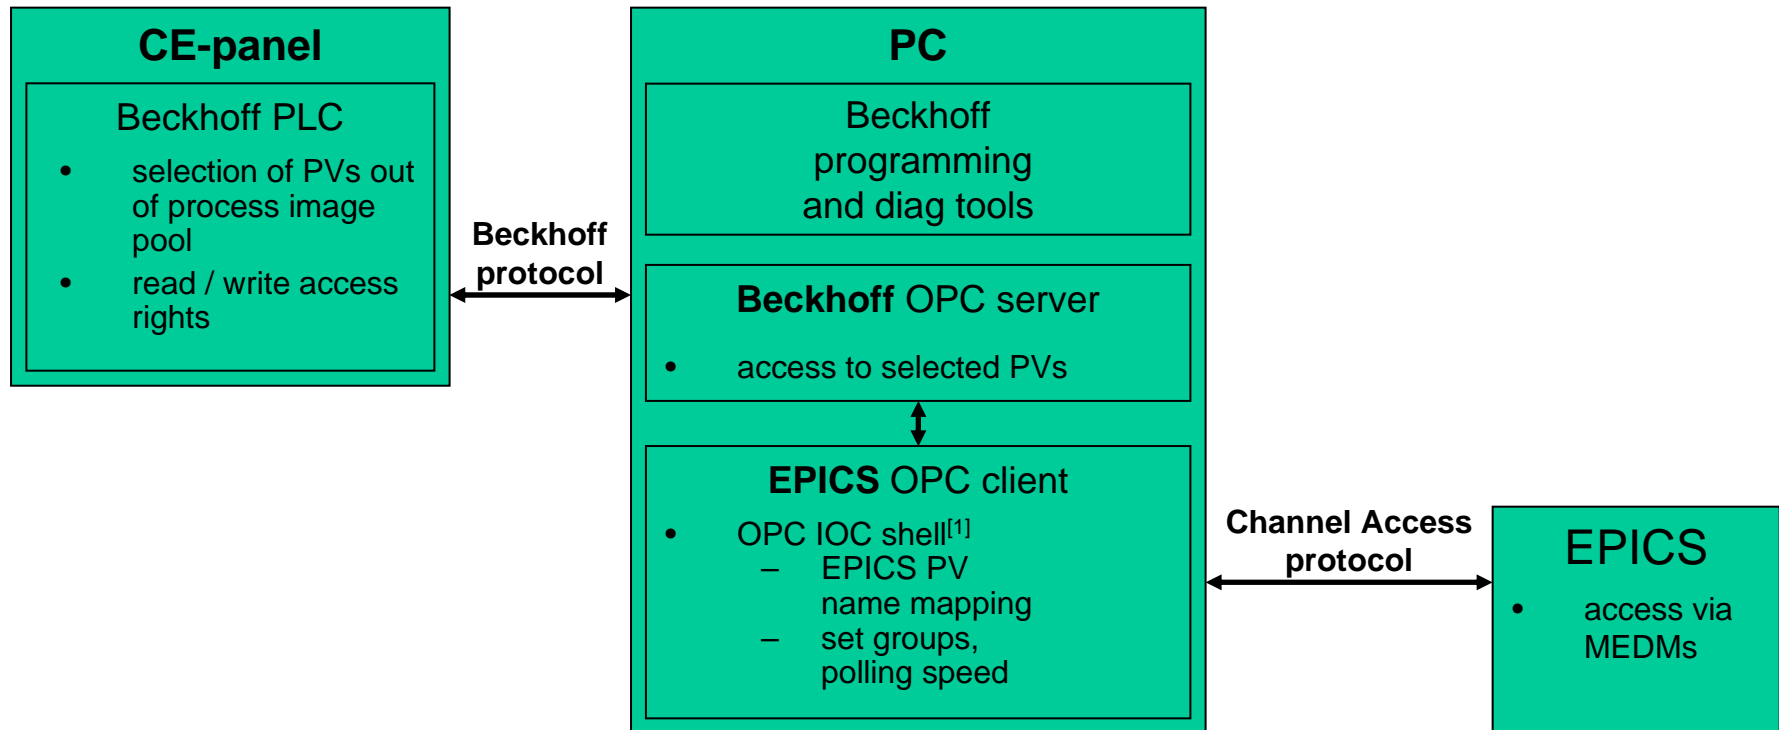 CE-panel
Beckhoff PLC
• selection of PVs out
of process image
pool
• read / write access
rights
Beckhoff
protocol
PC
Beckhoff
programming
and diag tools
Beckhoff OPC server
• access to selected PVs
EPICS OPC client
• OPC IOC shell[1]
– EPICS PV
name mapping
– set groups,
polling speed
Channel Access
protocol
EPICS
• access via
MEDMs